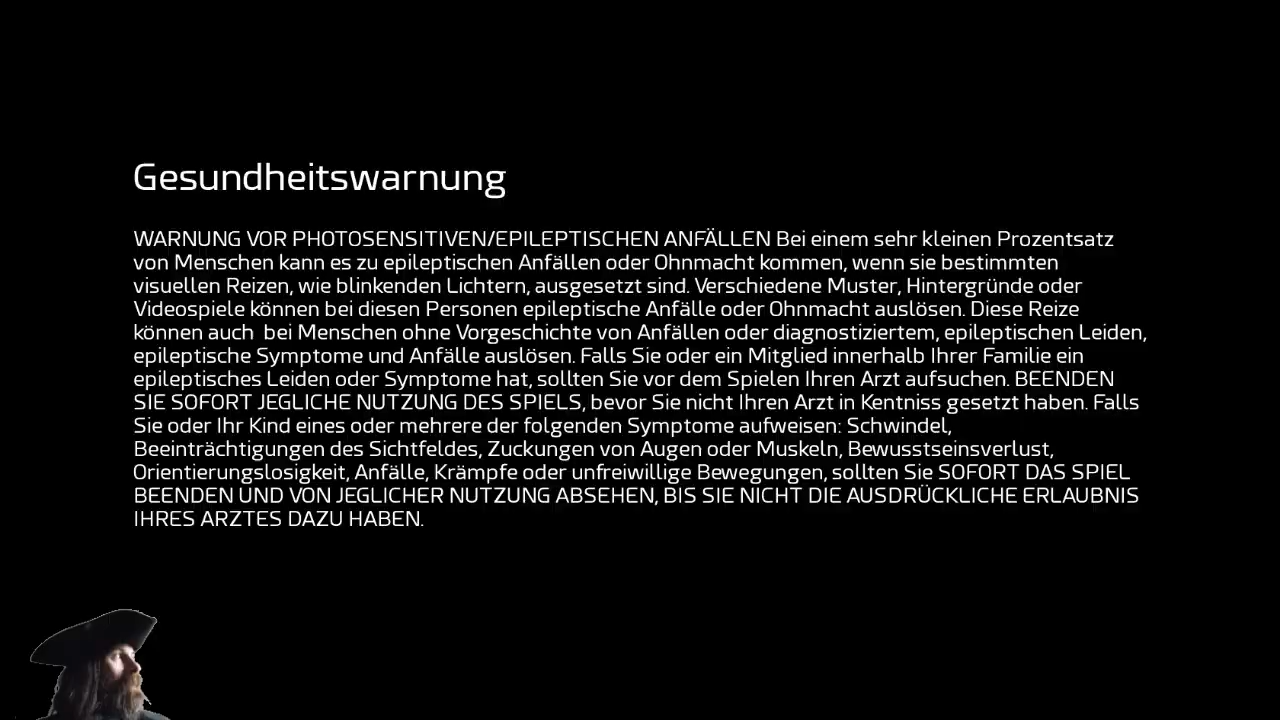 Gesundheitswarnung
WARNUNG VOR PHOTOSENSITIVEN/EPILEPTISCHEN ANFÄLLEN Bei einem sehr kleinen Prozentsatz
von Menschen kann es zu epileptischen Anfällen oder Ohnmacht kommen, wenn sie bestimmten
visuellen Reizen, wie blinkenden Lichtern, ausgesetzt sind. Verschiedene Muster, Hintergründe oder
Videospiele können bei diesen Personen epileptische Anfälle oder Ohnmacht auslösen. Diese Reize
können auch  bei Menschen ohne Vorgeschichte von Anfällen oder diagnostiziertem, epileptischen Leiden,
epileptische Symptome und Anfälle auslösen. Falls Sie oder ein Mitglied innerhalb Ihrer Familie ein
epileptisches Leiden oder Symptome hat, sollten Sie vor dem Spielen Ihren Arzt aufsuchen. BEENDEN
SIE SOFORT JEGLICHE NUTZUNG DES SPIELS, bevor Sie nicht Ihren Arzt in Kentniss gesetzt haben. Falls
Sie oder Ihr Kind eines oder mehrere der folgenden Symptome aufweisen: Schwindel,
Beeinträchtigungen des Sichtfeldes, Zuckungen von Augen oder Muskeln, Bewusstseinsverlust,
Orientierungslosigkeit, Anfälle, Krämpfe oder unfreiwillige Bewegungen, sollten Sie SOFORT DAS SPIEL
BEENDEN UND VON JEGLICHER NUTZUNG ABSEHEN, BIS SIE NICHT DIE AUSDRÜCKLICHE ERLAUBNIS
IHRES ARZTES DAZU HABEN.